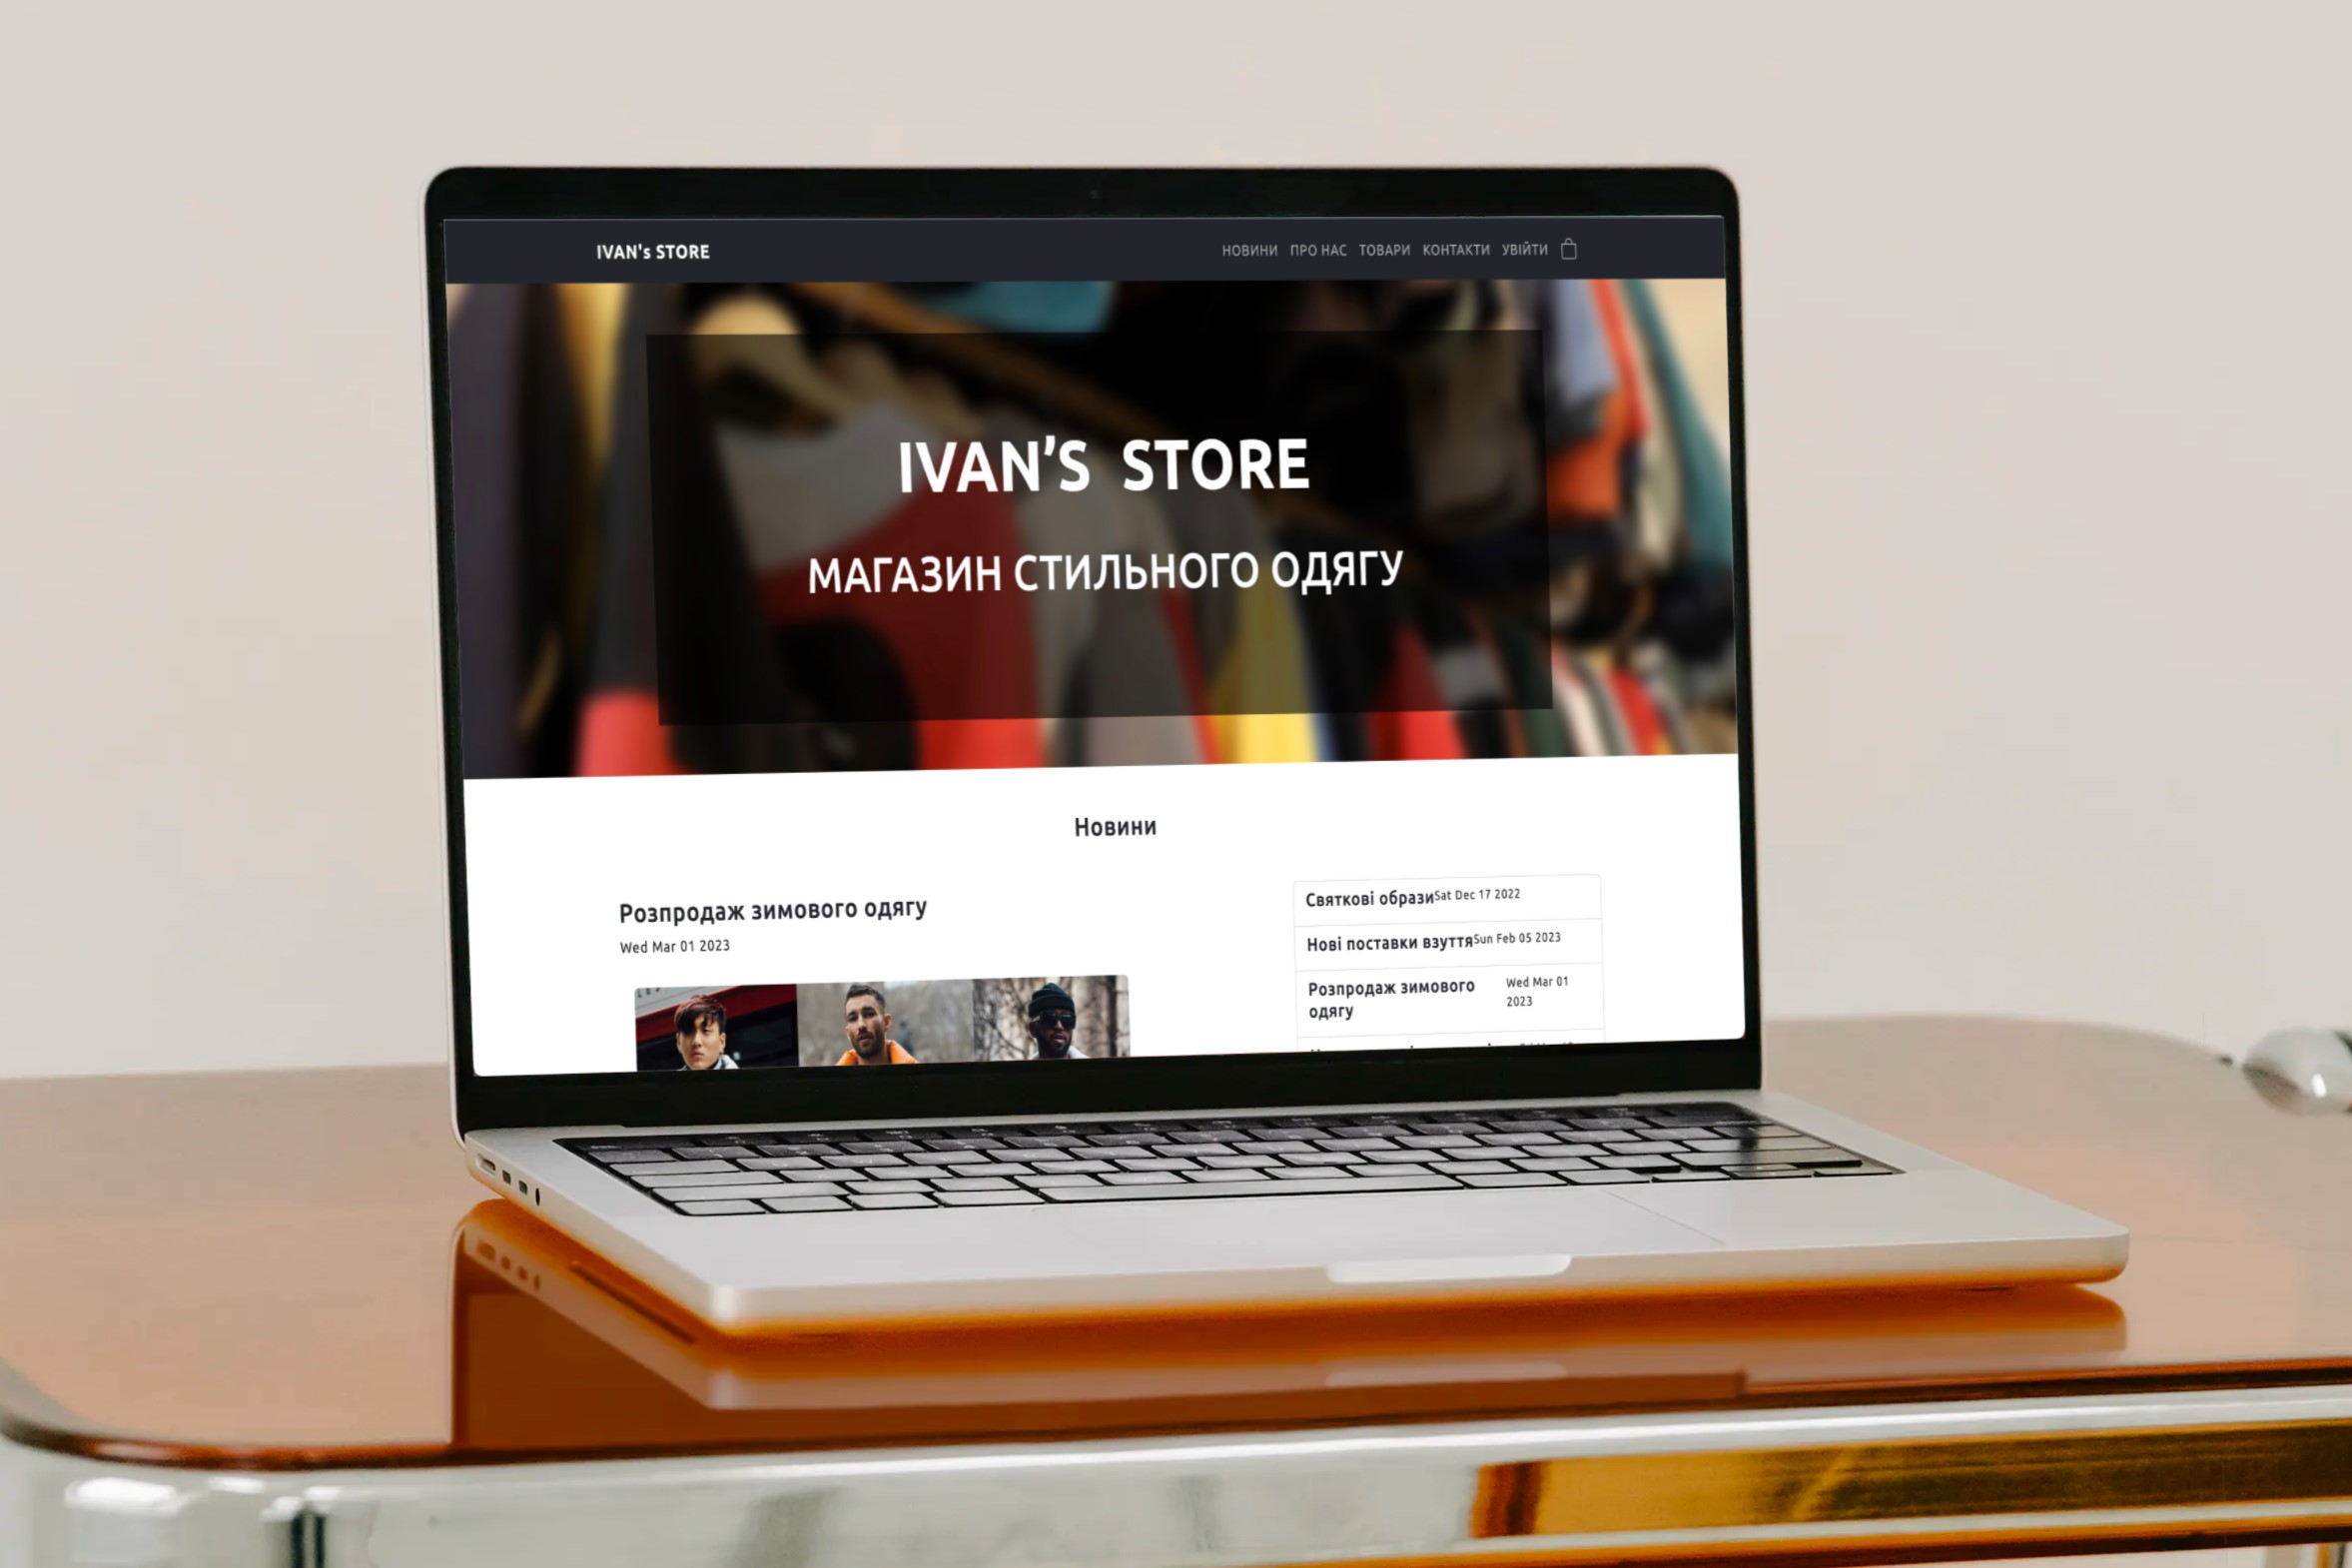 IVAN's STORE
НОВИНИ ПРО НАС ТОВАРИ КОНТАКТИ УВІЙТИ
IVAN’S STORE
МАГАЗИН СТИЛЬНОГО ОДЯГУ
Новини
Розпродаж зимового одягу
Wed Mar 01 2023
Святкові образи Sat Dec 17 2022
Нові поставки взуття Sun Feb 05 2023
Розпродаж зимового Wed Mar 01
одягу 2023